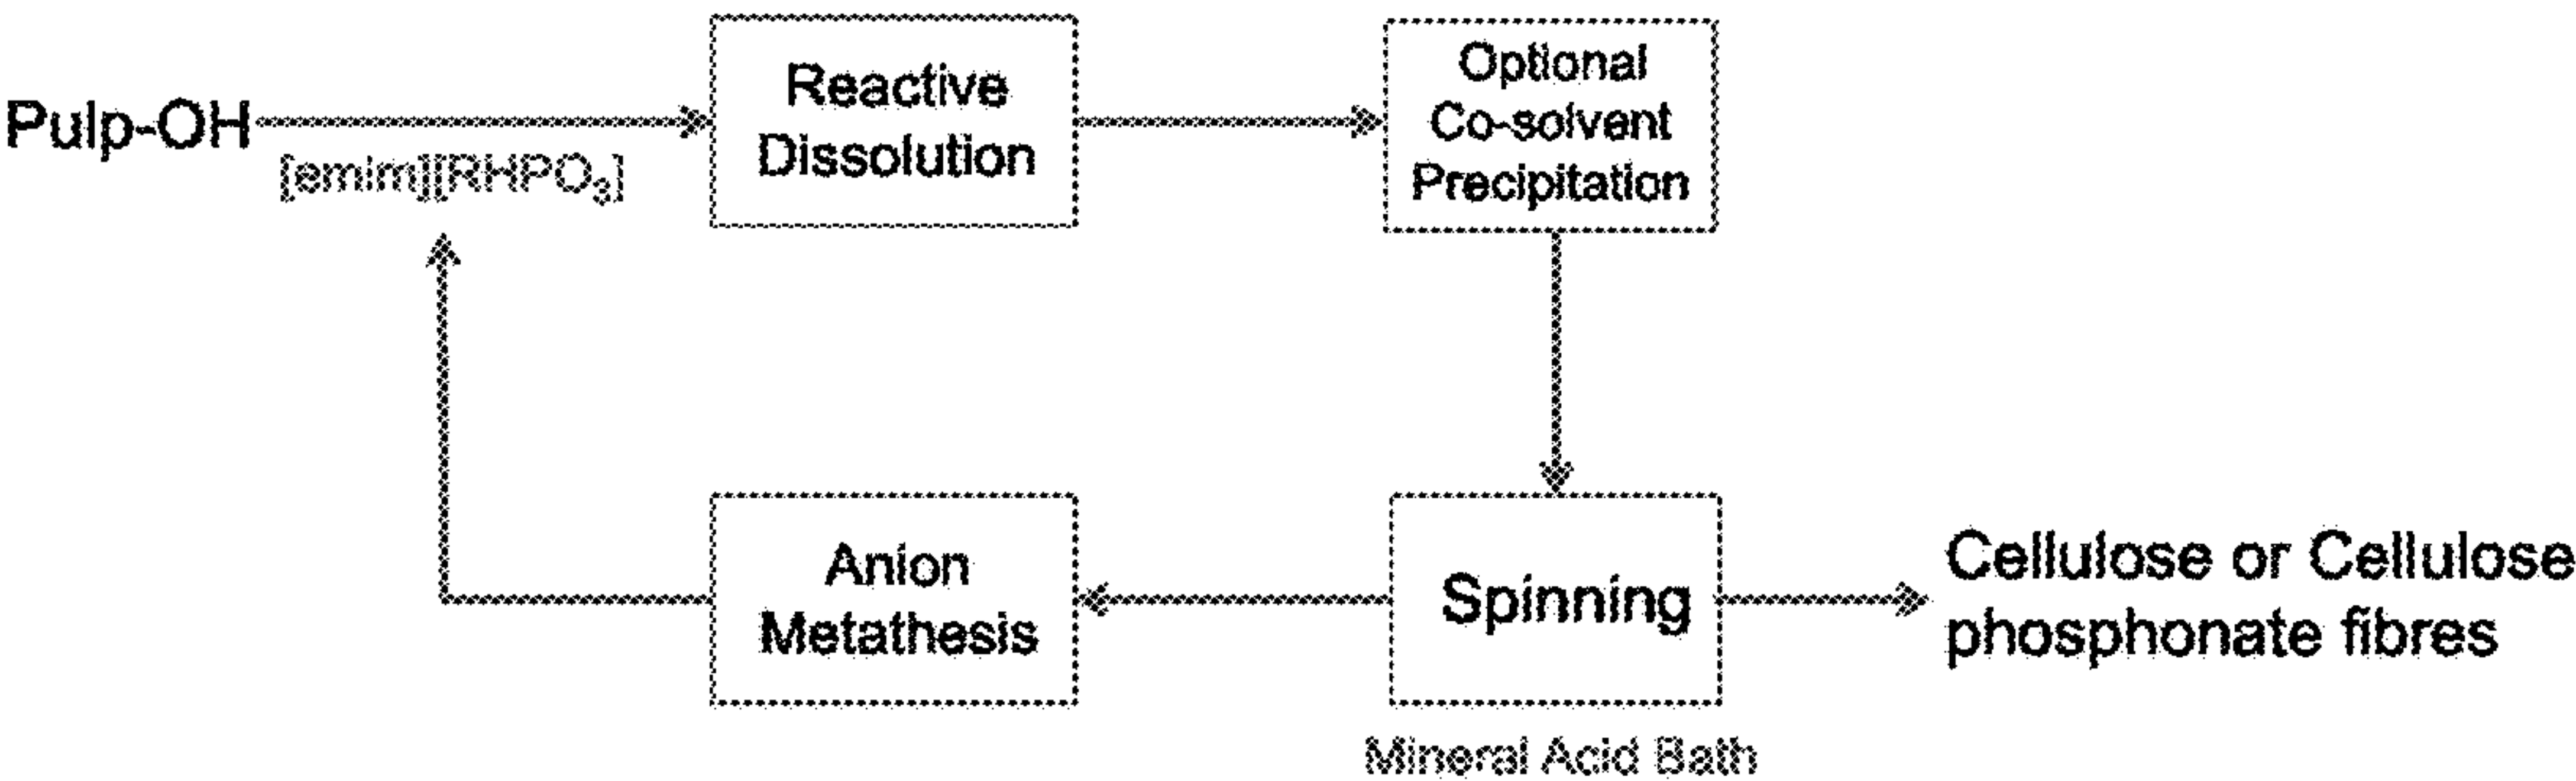 Pulp-OH
[emim][RHPO₃]
Reactive
Dissolution
Optional
Co-solvent
Precipitation
Anion
Metathesis
Spinning
Mineral Acid Bath
Cellulose or Cellulose
phosphonate fibres